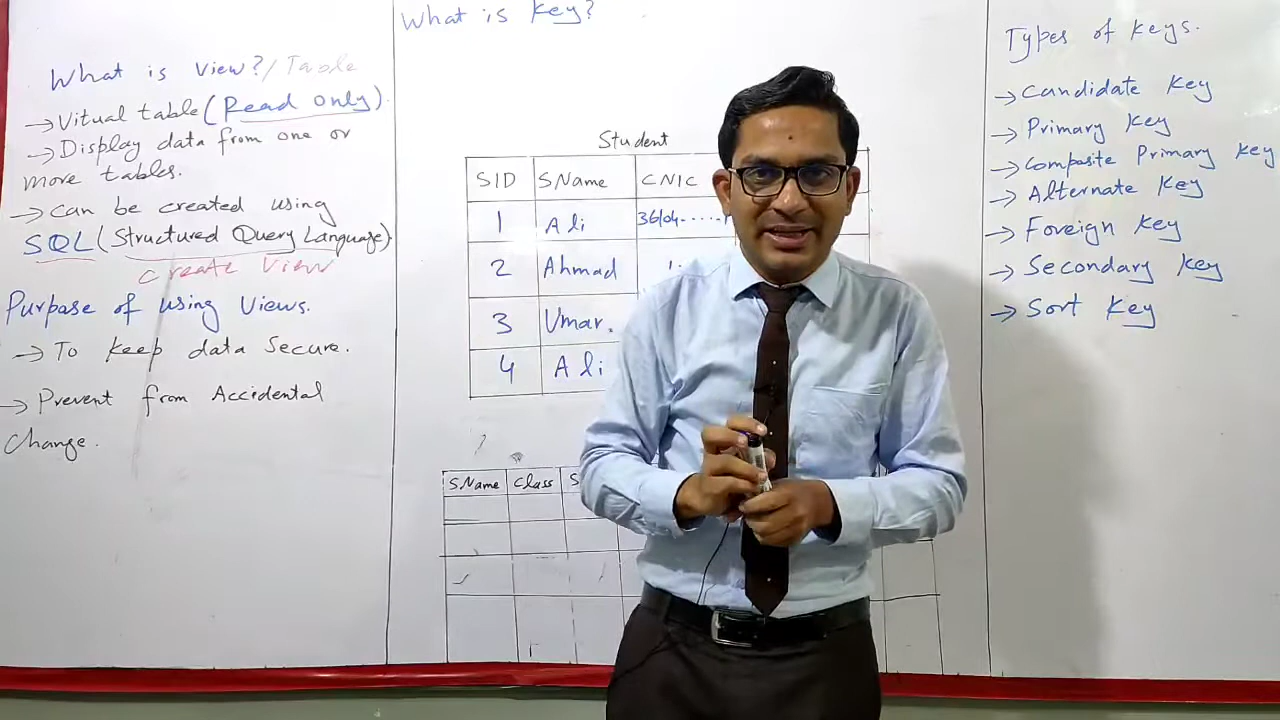 What is view?/Table
→ Vitual table (Read only).
→ Display data from one or
more tables.
→ can be created using
SQL (Structured Query Language).
create view
Purpase of using Views.
→ To keep data Secure.
→ Prevent from Accidental
Change.
What is key?
Student
SID SName CNIC
1 Ali 36104......
2 Ahmad
3 Umar.
4 Ali
S.Name Class S
Types of keys.
→ Candidate key
→ Primary key
→ Composite Primary key
→ Alternate key
→ Foreign key
→ Secondary key
→ Sort key